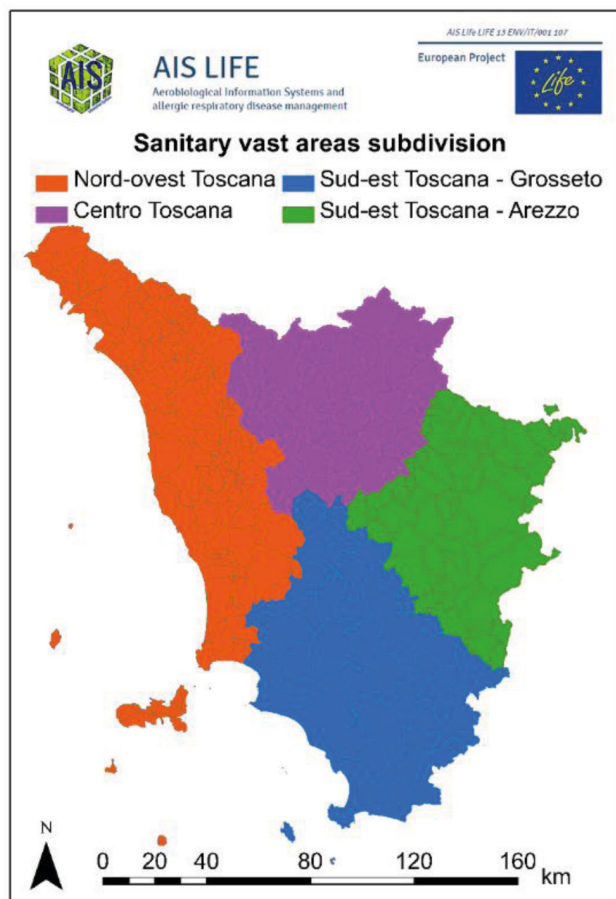 AIS Life LIFE 13 ENV/IT/001 107
European Project
Life
AIS
AIS LIFE
Aerobiological Information Systems and
allergic respiratory disease management
Sanitary vast areas subdivision
Nord-ovest Toscana
Sud-est Toscana - Grosseto
Centro Toscana
Sud-est Toscana - Arezzo
N
0 20 40 80 120 160
km